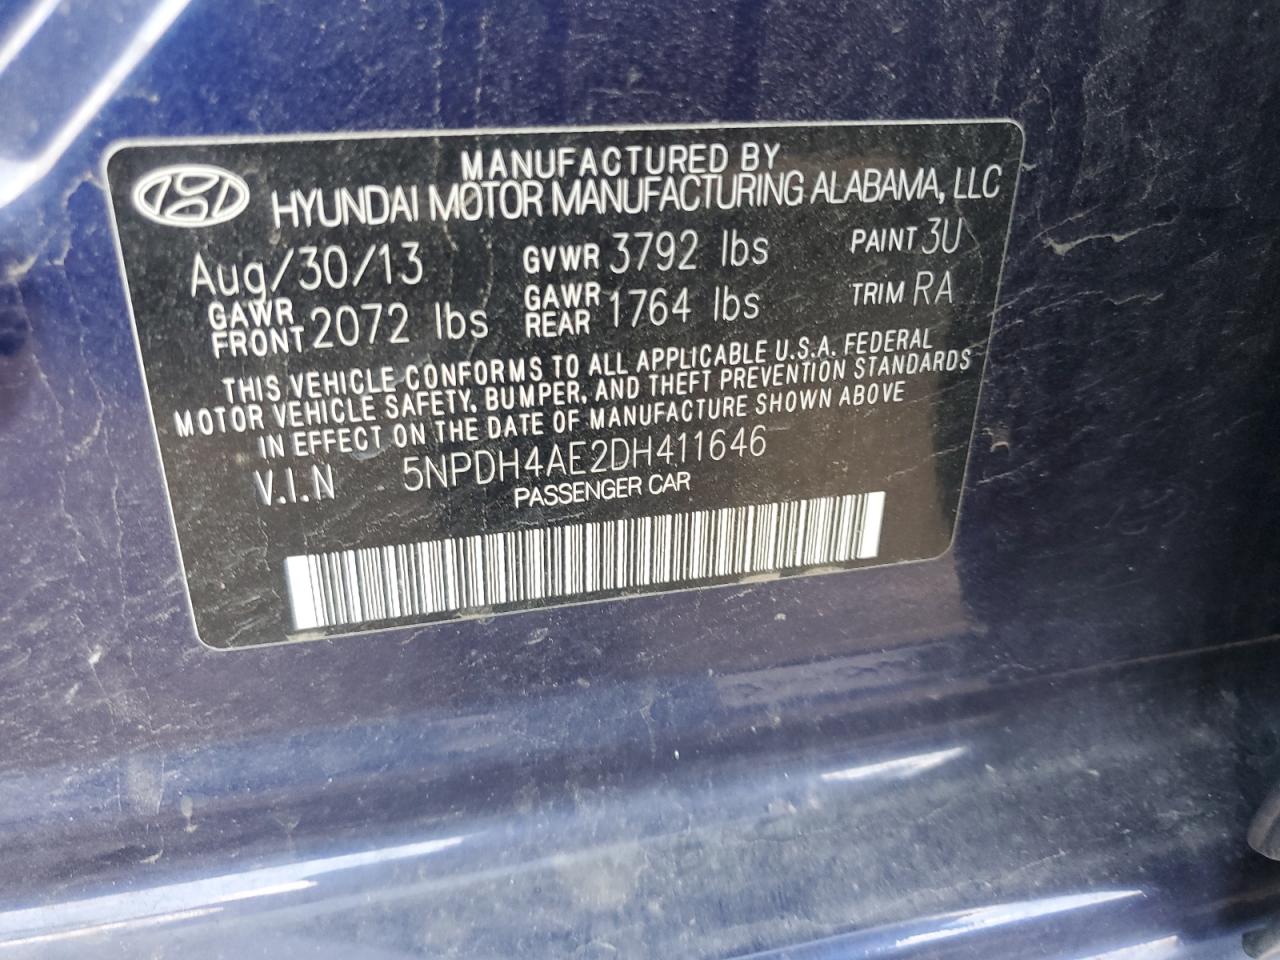 MANUFACTURED BY
HYUNDAI MOTOR MANUFACTURING ALABAMA, LLC
Aug/30/13 GVWR 3792 lbs PAINT 3U
GAWR FRONT 2072 lbs GAWR REAR 1764 lbs TRIM RA
THIS VEHICLE CONFORMS TO ALL APPLICABLE U.S.A. FEDERAL
MOTOR VEHICLE SAFETY, BUMPER, AND THEFT PREVENTION STANDARDS
IN EFFECT ON THE DATE OF MANUFACTURE SHOWN ABOVE
V.I.N 5NPDH4AE2DH411646
PASSENGER CAR